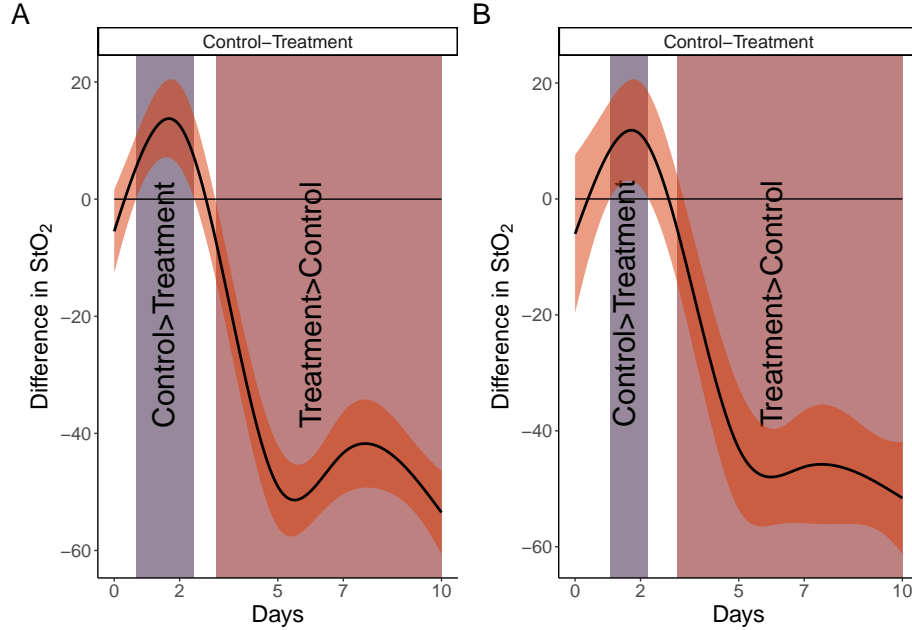 A
Control−Treatment
20
0
−20
−40
−60
Difference in StO₂
Control>Treatment
Treatment>Control
0
2
5
7
10
Days
B
Control−Treatment
20
0
−20
−40
−60
Difference in StO₂
Control>Treatment
Treatment>Control
0
2
5
7
10
Days